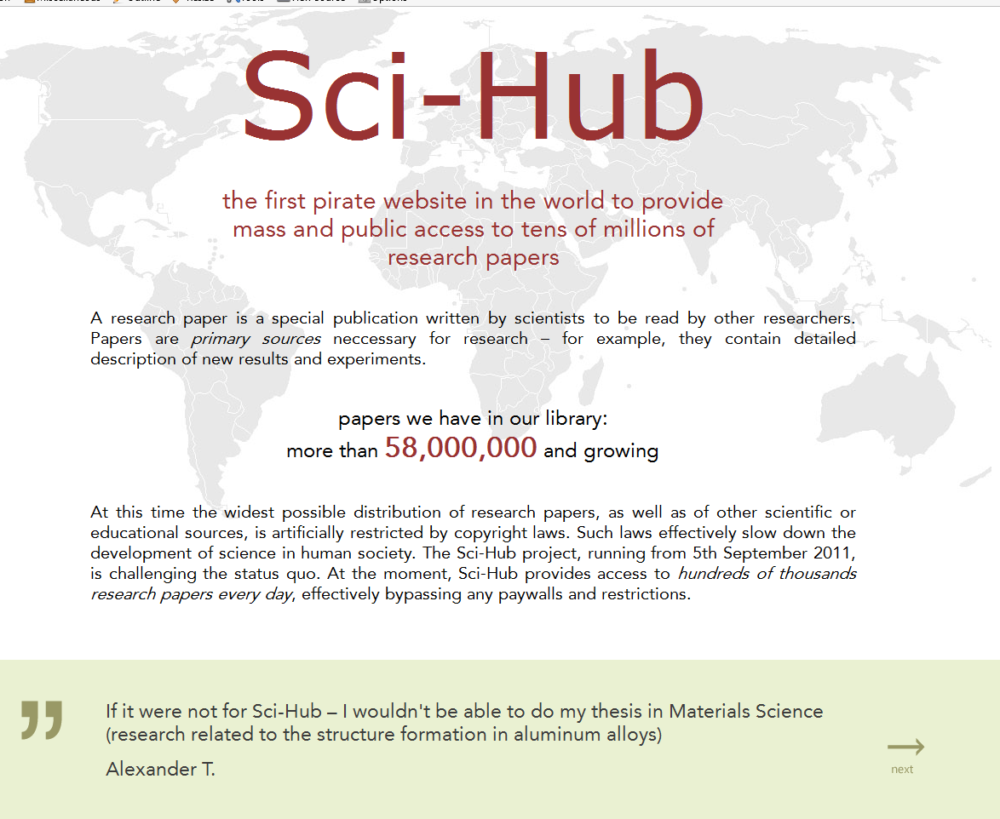 Miscellaneous Outline Resize Tools View Source Options
Sci-Hub
the first pirate website in the world to provide
mass and public access to tens of millions of
research papers
A research paper is a special publication written by scientists to be read by other researchers.
Papers are primary sources neccessary for research – for example, they contain detailed
description of new results and experiments.
papers we have in our library:
more than 58,000,000 and growing
At this time the widest possible distribution of research papers, as well as of other scientific or
educational sources, is artificially restricted by copyright laws. Such laws effectively slow down the
development of science in human society. The Sci-Hub project, running from 5th September 2011,
is challenging the status quo. At the moment, Sci-Hub provides access to hundreds of thousands
research papers every day, effectively bypassing any paywalls and restrictions.
” If it were not for Sci-Hub – I wouldn't be able to do my thesis in Materials Science
(research related to the structure formation in aluminum alloys)
Alexander T.
next